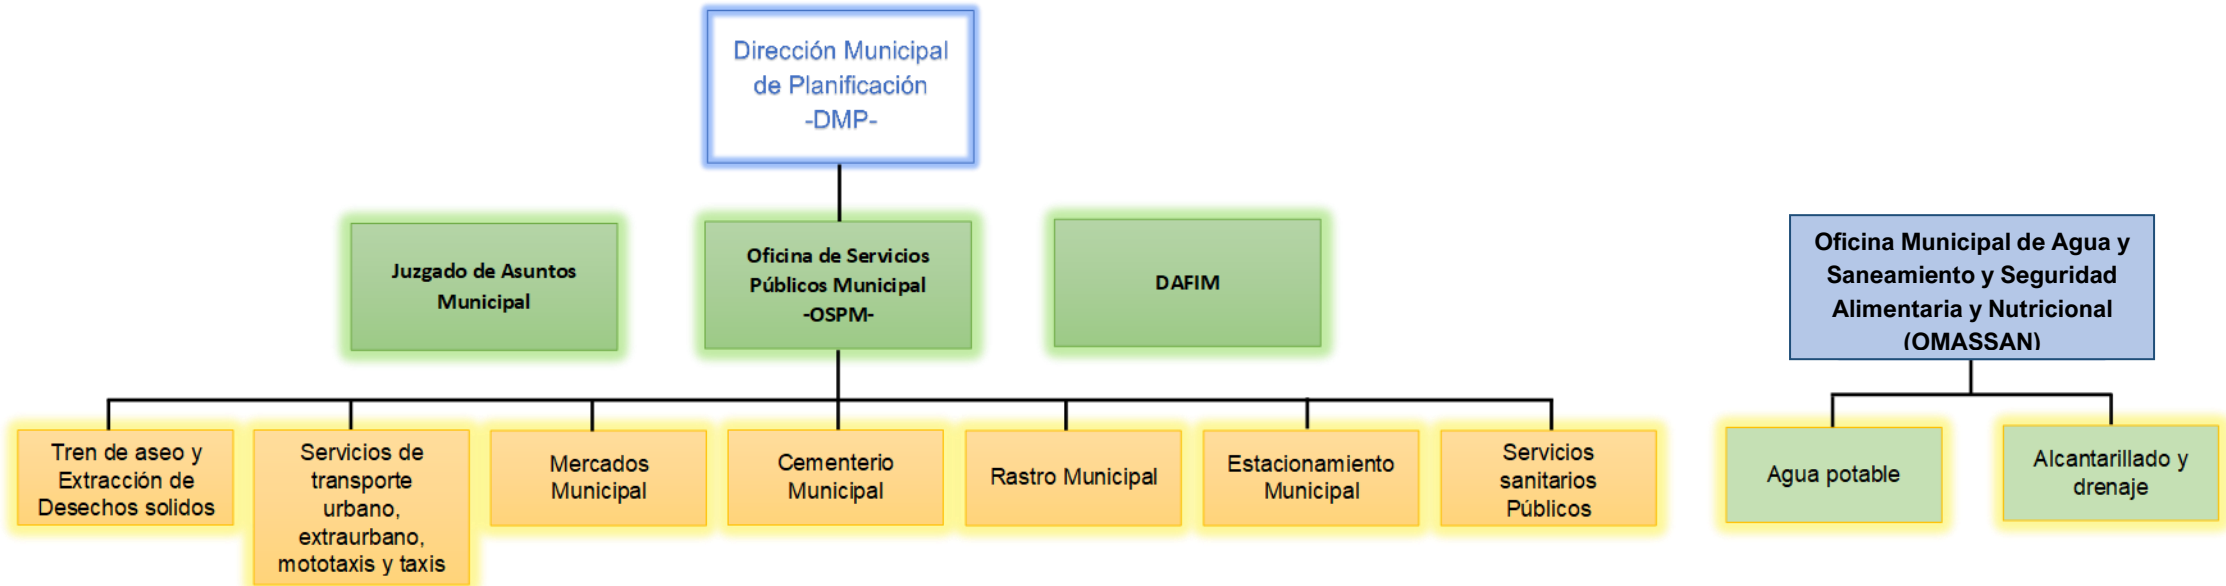 Dirección Municipal
de Planificación
-DMP-
Juzgado de Asuntos
Municipal
Oficina de Servicios
Públicos Municipal
-OSPM-
DAFIM
Oficina Municipal de Agua y
Saneamiento y Seguridad
Alimentaria y Nutricional
(OMASSAN)
Tren de aseo y
Extracción de
Desechos solidos
Servicios de
transporte
urbano,
extraurbano,
mototaxis y taxis
Mercados
Municipal
Cementerio
Municipal
Rastro Municipal
Estacionamiento
Municipal
Servicios
sanitarios
Públicos
Agua potable
Alcantarillado y
drenaje